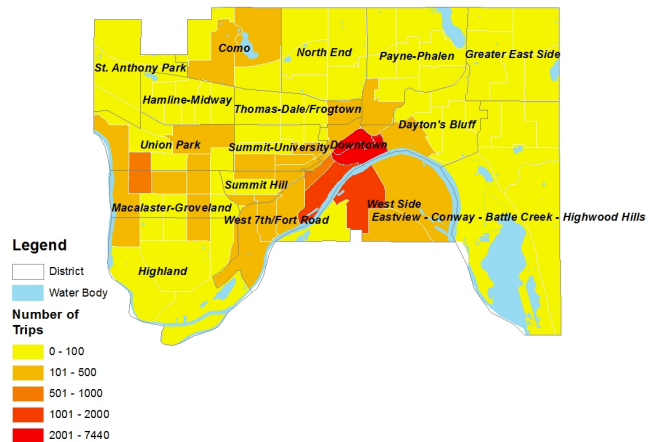 Como
North End
Payne-Phalen
Greater East Side
St. Anthony Park
Hamline-Midway
Thomas-Dale/Frogtown
Dayton's Bluff
Union Park
Summit-University
Downtown
Summit Hill
Macalaster-Groveland
West 7th/Fort Road
West Side
Eastview - Conway - Battle Creek - Highwood Hills
Highland
Legend
District
Water Body
Number of
Trips
0 - 100
101 - 500
501 - 1000
1001 - 2000
2001 - 7440